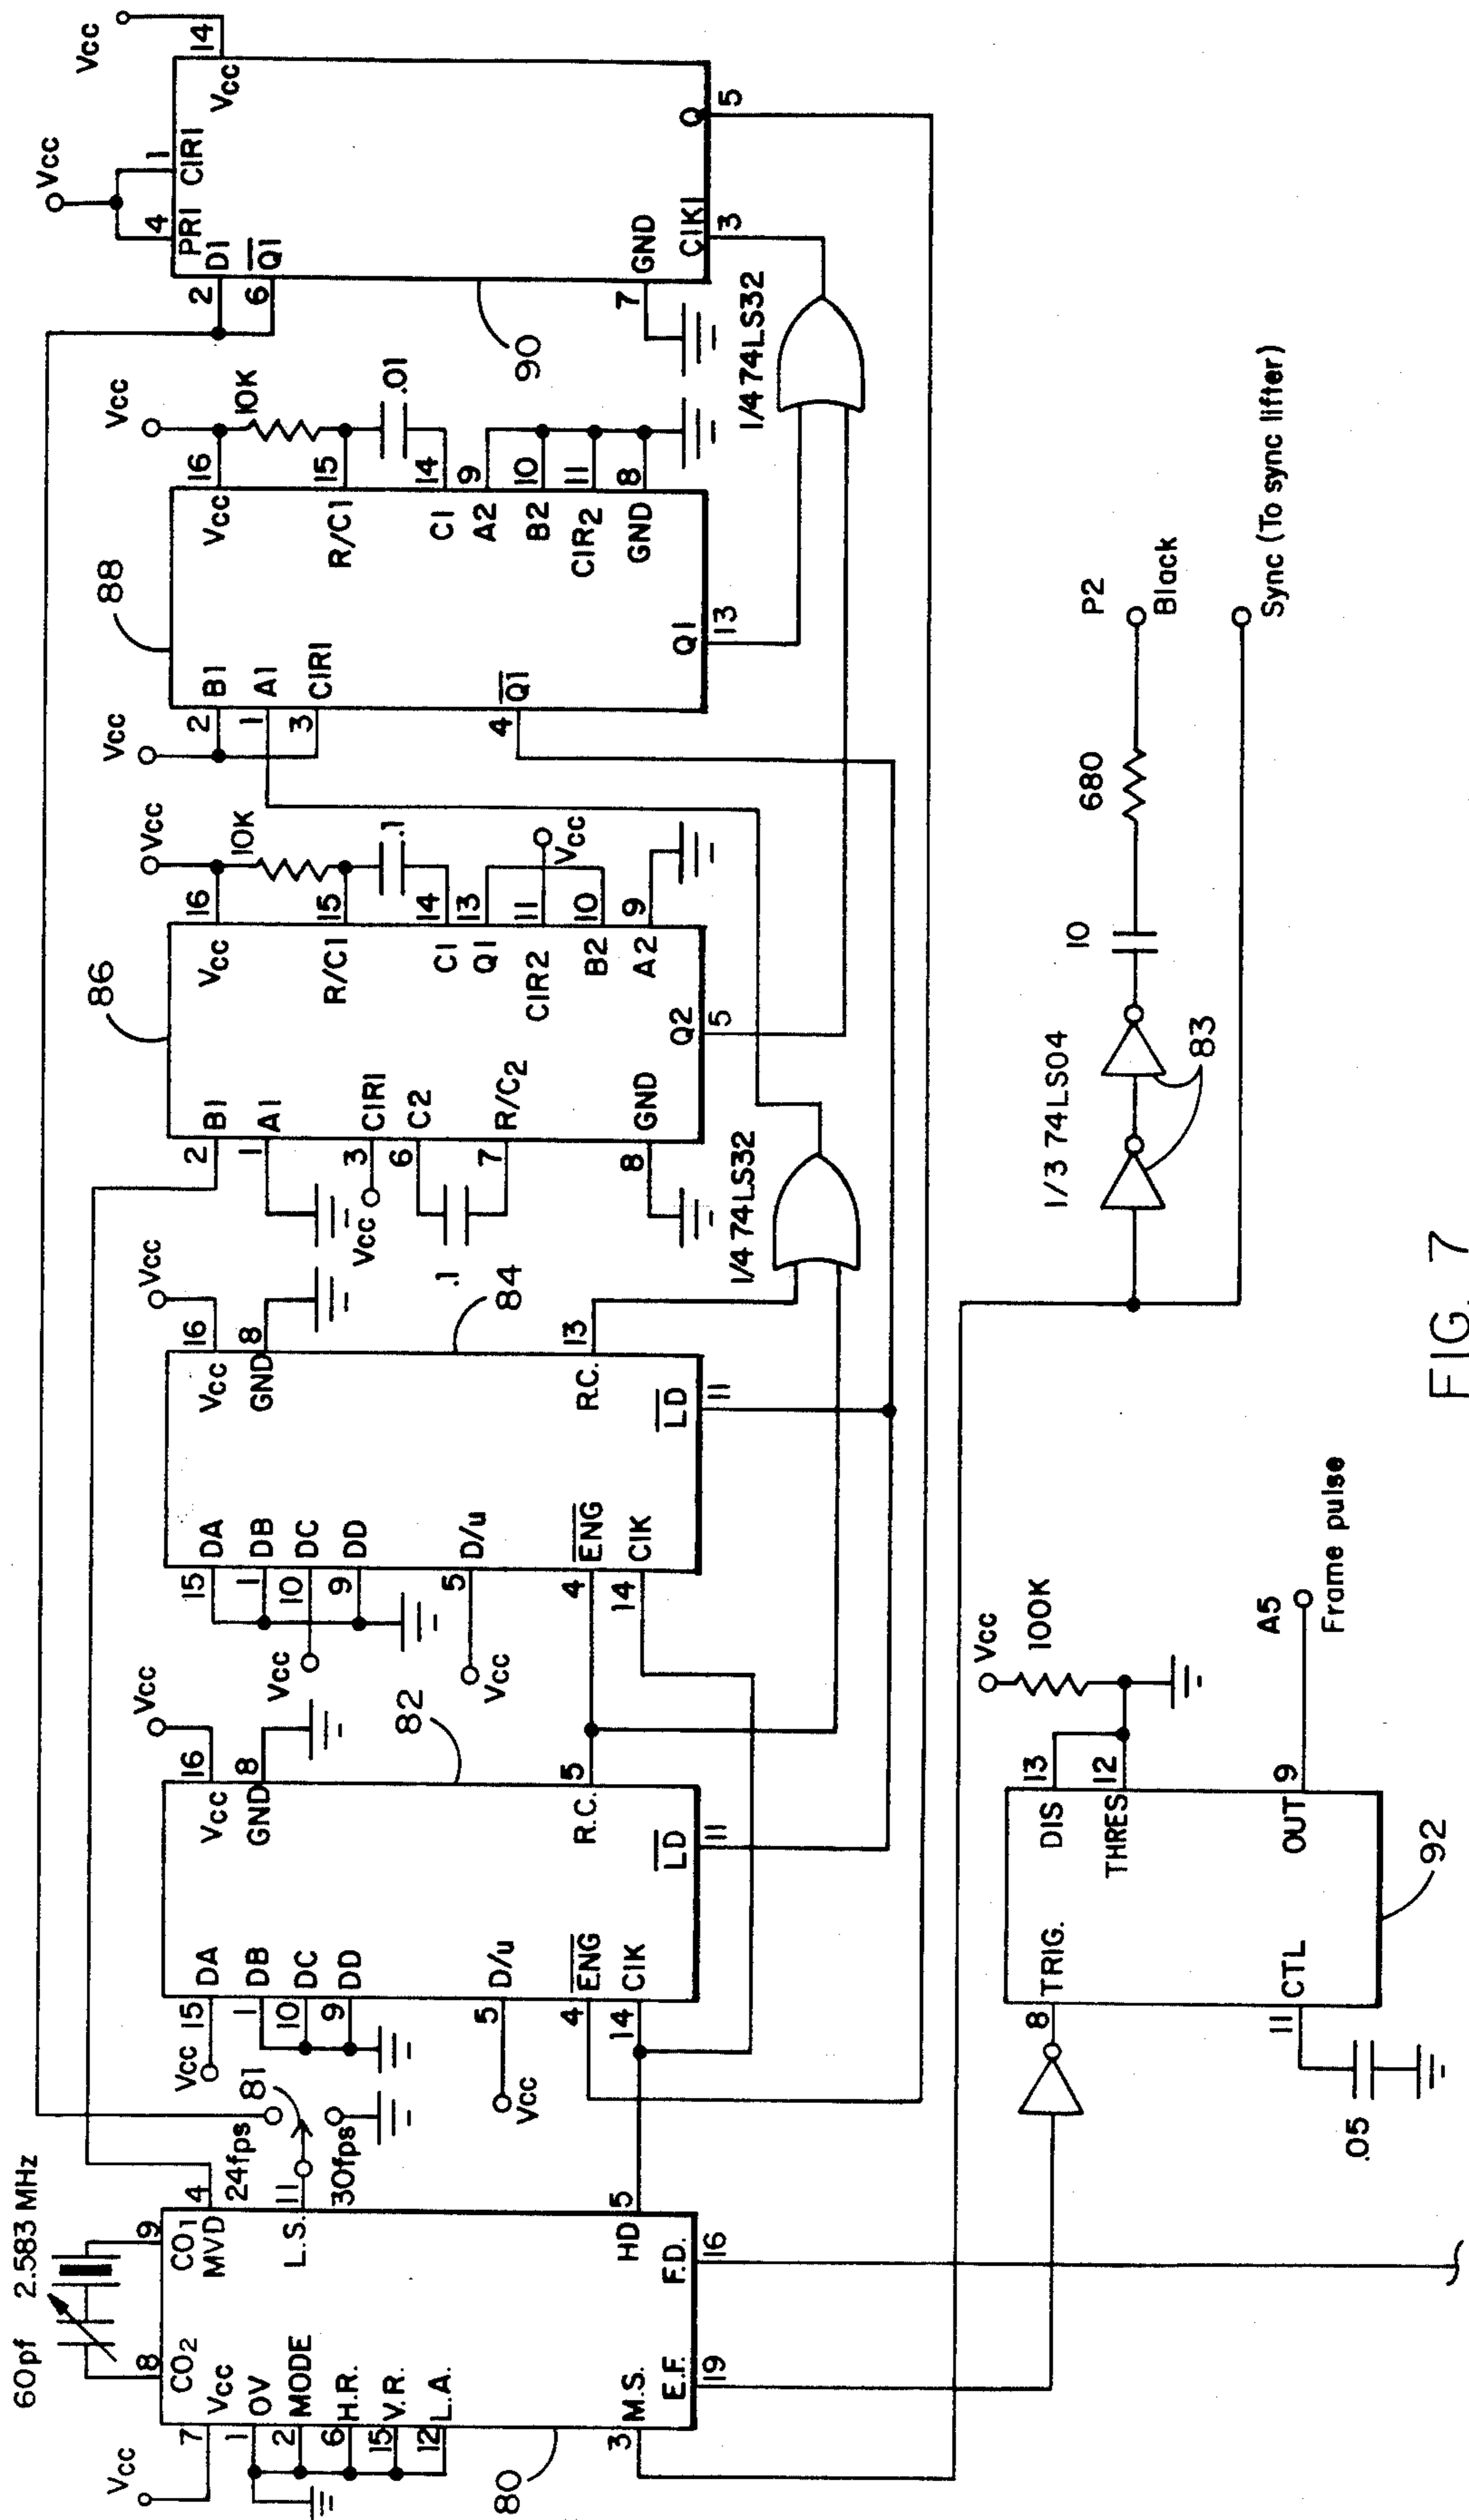 60pf 2.583 MHz
Vcc
7
8
9
CO2
CO1
Vcc
MVD
4
24fps
81
1
OV
2
MODE
L.S.
11
6
H.R.
15
V.R.
12
L.A.
30fps
80
3
M.S.
HD
5
E.F.
F.D.
19
16
Vcc
15
DA
Vcc
16
Vcc
1
DB
GND
8
10
DC
9
DD
82
5
D/u
Vcc
4
ENG
R.C.
5
14
CIK
LD
11
15
DA
Vcc
16
Vcc
1
DB
GND
8
10
DC
Vcc
9
DD
84
5
D/u
Vcc
4
ENG
R.C.
13
14
CIK
LD
11
1/4 74LS32
86
2
B1
Vcc
16
Vcc
1
A1
10K
3
CIR1
R/C1
15
Vcc
6
C2
.1
C1
14
.1
Q1
13
7
R/C2
CIR2
11
Vcc
B2
10
8
GND
A2
9
Q2
5
88
Vcc
2
B1
Vcc
16
Vcc
1
A1
10K
3
CIR1
R/C1
15
.01
C1
14
4
Q1
A2
9
B2
10
CIR2
11
GND
8
Q1
13
1/4 74LS32
Vcc
4
1
PR1
CIR1
2
D1
Vcc
14
Vcc
6
Q1
90
7
GND
CIK1
Q
3
5
8
TRIG.
DIS
13
Vcc
100K
THRES
12
11
CTL
OUT
9
A5
Frame pulse
.05
92
1/3 74LS04
83
10
680
P2
Black
Sync (To sync lifter)
FIG. 7